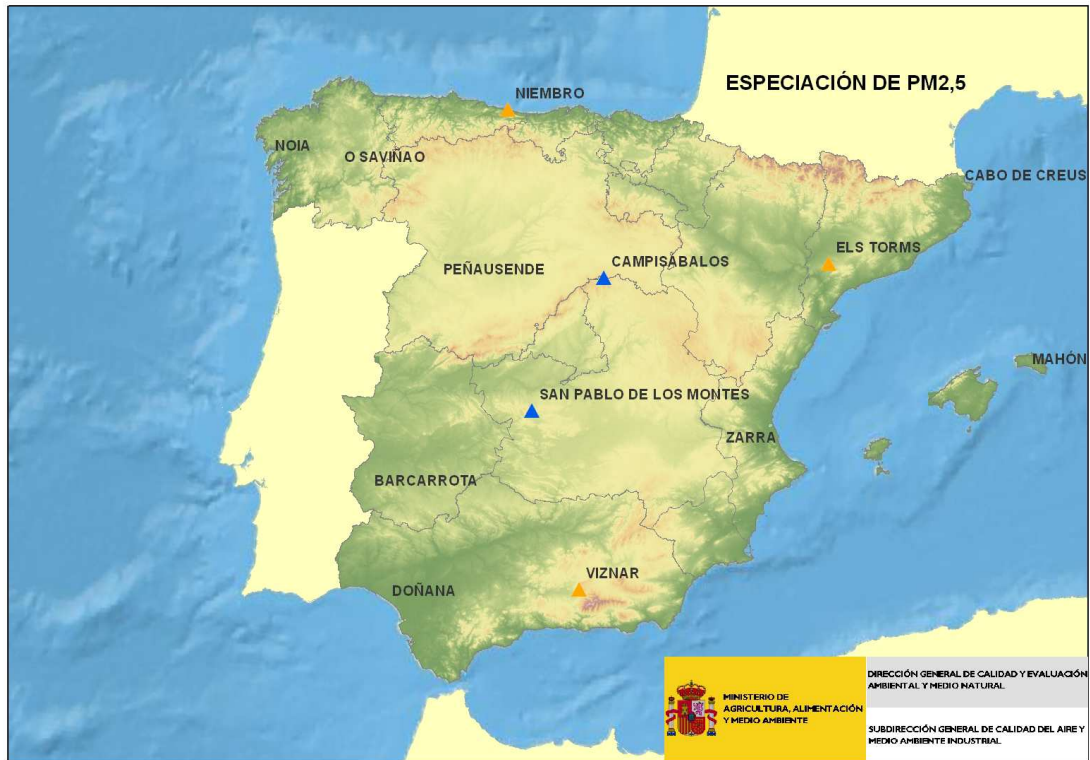 ESPECIACIÓN DE PM2,5
NIEMBRO
NOIA
O SAVIÑAO
CABO DE CREUS
ELS TORMS
CAMPISÁBALOS
PEÑAUSENDE
MAHÓN
SAN PABLO DE LOS MONTES
ZARRA
BARCARROTA
VIZNAR
DOÑANA
MINISTERIO DE
AGRICULTURA, ALIMENTACIÓN
Y MEDIO AMBIENTE
DIRECCIÓN GENERAL DE CALIDAD Y EVALUACIÓN
AMBIENTAL Y MEDIO NATURAL
SUBDIRECCIÓN GENERAL DE CALIDAD DEL AIRE Y
MEDIO AMBIENTE INDUSTRIAL